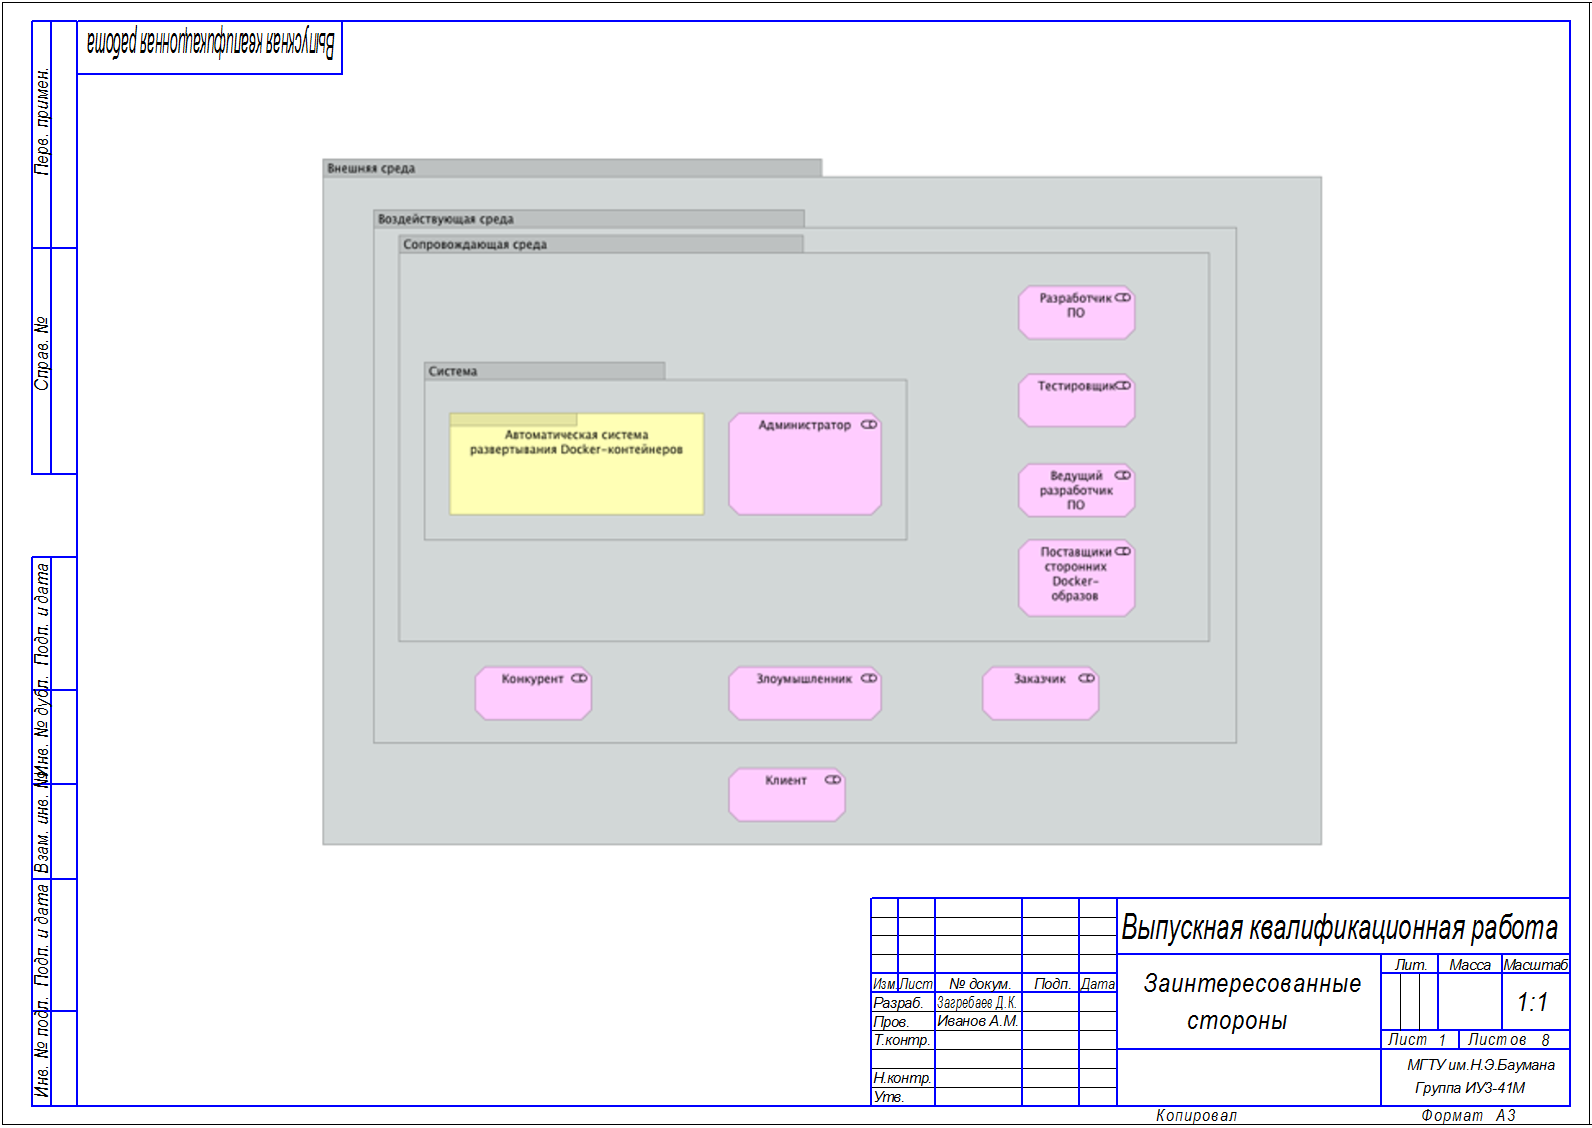 Выпускная квалификационная работа
Перв. примен.
Справ. №
Подп. и дата
Инв. № дубл.
Взам. инв. №
Подп. и дата
Инв. № подл.
Внешняя среда
Воздействующая среда
Сопровождающая среда
Разработчик
ПО
Тестировщик
Система
Автоматическая система
развертывания Docker-контейнеров
Администратор
Ведущий
разработчик
ПО
Поставщики
сторонних
Docker-
образов
Конкурент
Злоумышленник
Заказчик
Клиент
Выпускная квалификационная работа
Изм. Лист № докум. Подп. Дата
Разраб. Загребаев Д.К.
Пров. Иванов А.М.
Т.контр.
Н.контр.
Утв.
Заинтересованные
стороны
Лит. Масса Масштаб
1:1
Лист 1 Листов 8
МГТУ им.Н.Э.Баумана
Группа ИУ3-41М
Копировал Формат А3